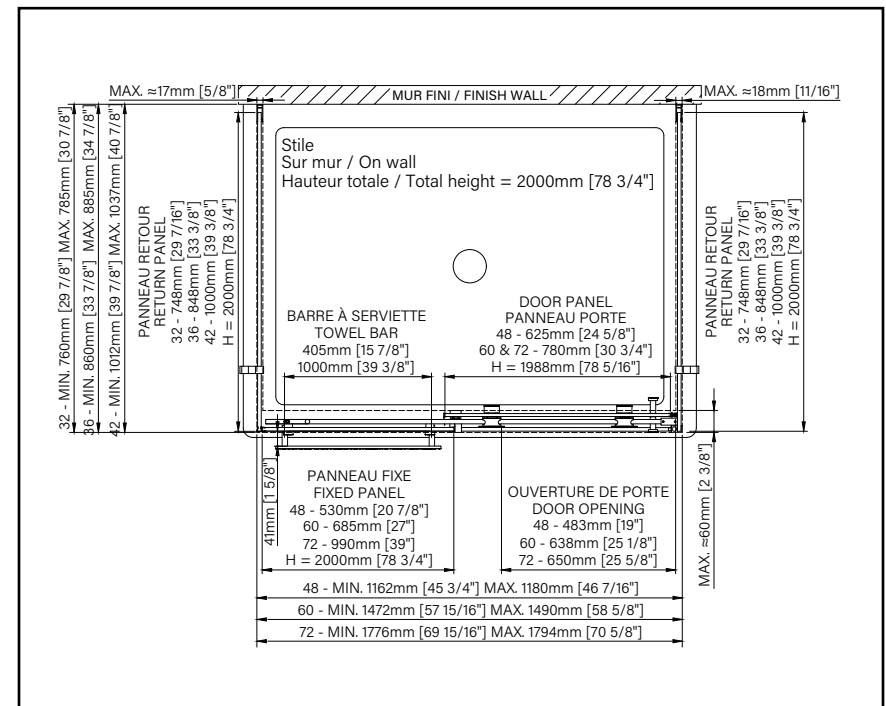 MAX. ≈17mm [5/8"]
MUR FINI / FINISH WALL
MAX. ≈18mm [11/16"]
Stile
Sur mur / On wall
Hauteur totale / Total height = 2000mm [78 3/4"]
32 - MIN. 760mm [29 7/8"] MAX. 785mm [30 7/8"]
36 - MIN. 860mm [33 7/8"] MAX. 885mm [34 7/8"]
42 - MIN. 1012mm [39 7/8"] MAX. 1037mm [40 7/8"]
PANNEAU RETOUR
RETURN PANEL
32 - 748mm [29 7/16"]
36 - 848mm [33 3/8"]
42 - 1000mm [39 3/8"]
H = 2000mm [78 3/4"]
BARRE À SERVIETTE
TOWEL BAR
405mm [15 7/8"]
1000mm [39 3/8"]
DOOR PANEL
PANNEAU PORTE
48 - 625mm [24 5/8"]
60 & 72 - 780mm [30 3/4"]
H = 1988mm [78 5/16"]
PANNEAU RETOUR
RETURN PANEL
32 - 748mm [29 7/16"]
36 - 848mm [33 3/8"]
42 - 1000mm [39 3/8"]
H = 2000mm [78 3/4"]
41mm [1 5/8"]
PANNEAU FIXE
FIXED PANEL
48 - 530mm [20 7/8"]
60 - 685mm [27"]
72 - 990mm [39"]
H = 2000mm [78 3/4"]
OUVERTURE DE PORTE
DOOR OPENING
48 - 483mm [19"]
60 - 638mm [25 1/8"]
72 - 650mm [25 5/8"]
MAX. ≈60mm [2 3/8"]
48 - MIN. 1162mm [45 3/4"] MAX. 1180mm [46 7/16"]
60 - MIN. 1472mm [57 15/16"] MAX. 1490mm [58 5/8"]
72 - MIN. 1776mm [69 15/16"] MAX. 1794mm [70 5/8"]